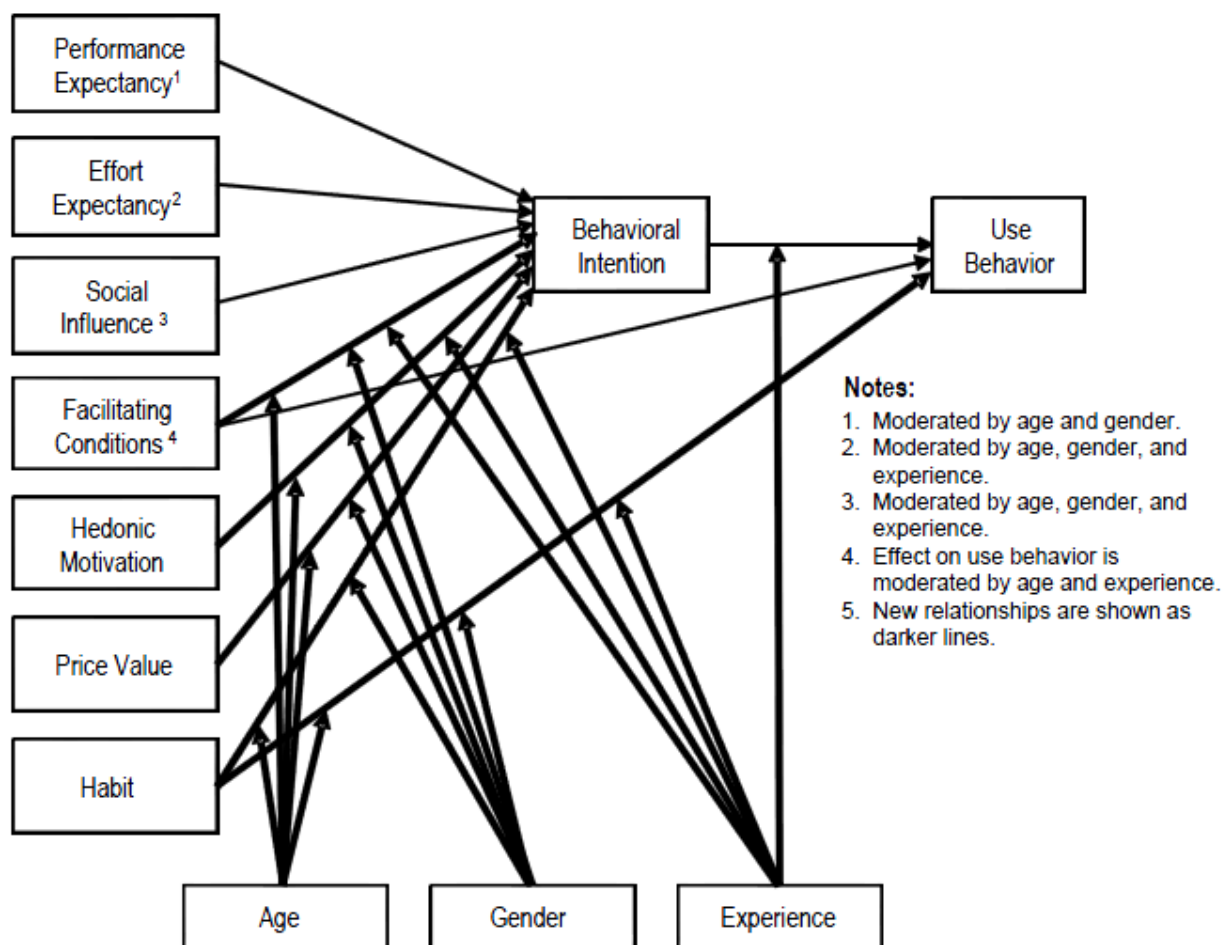 Performance
Expectancy1
Effort
Expectancy2
Social
Influence 3
Facilitating
Conditions 4
Hedonic
Motivation
Price Value
Habit
Behavioral
Intention
Use
Behavior
Notes:
1. Moderated by age and gender.
2. Moderated by age, gender, and
experience.
3. Moderated by age, gender, and
experience.
4. Effect on use behavior is
moderated by age and experience.
5. New relationships are shown as
darker lines.
Age
Gender
Experience